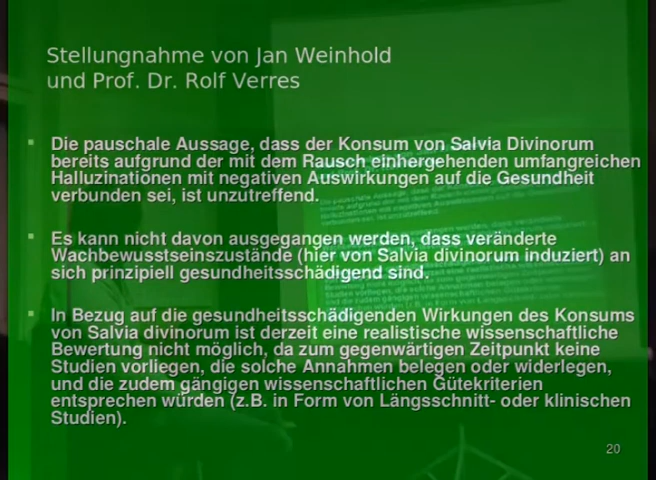 Stellungnahme von Jan Weinhold
und Prof. Dr. Rolf Verres
Die pauschale Aussage, dass der Konsum von Salvia Divinorum
bereits aufgrund der mit dem Rausch einhergehenden umfangreichen
Halluzinationen mit negativen Auswirkungen auf die Gesundheit
verbunden sei, ist unzutreffend.
Es kann nicht davon ausgegangen werden, dass veränderte
Wachbewusstseinszustände (hier von Salvia divinorum induziert) an
sich prinzipiell gesundheitsschädigend sind.
In Bezug auf die gesundheitsschädigenden Wirkungen des Konsums
von Salvia divinorum ist derzeit eine realistische wissenschaftliche
Bewertung nicht möglich, da zum gegenwärtigen Zeitpunkt keine
Studien vorliegen, die solche Annahmen belegen oder widerlegen,
und die zudem gängigen wissenschaftlichen Gütekriterien
entsprechen würden (z.B. in Form von Längsschnitt- oder klinischen
Studien).
20